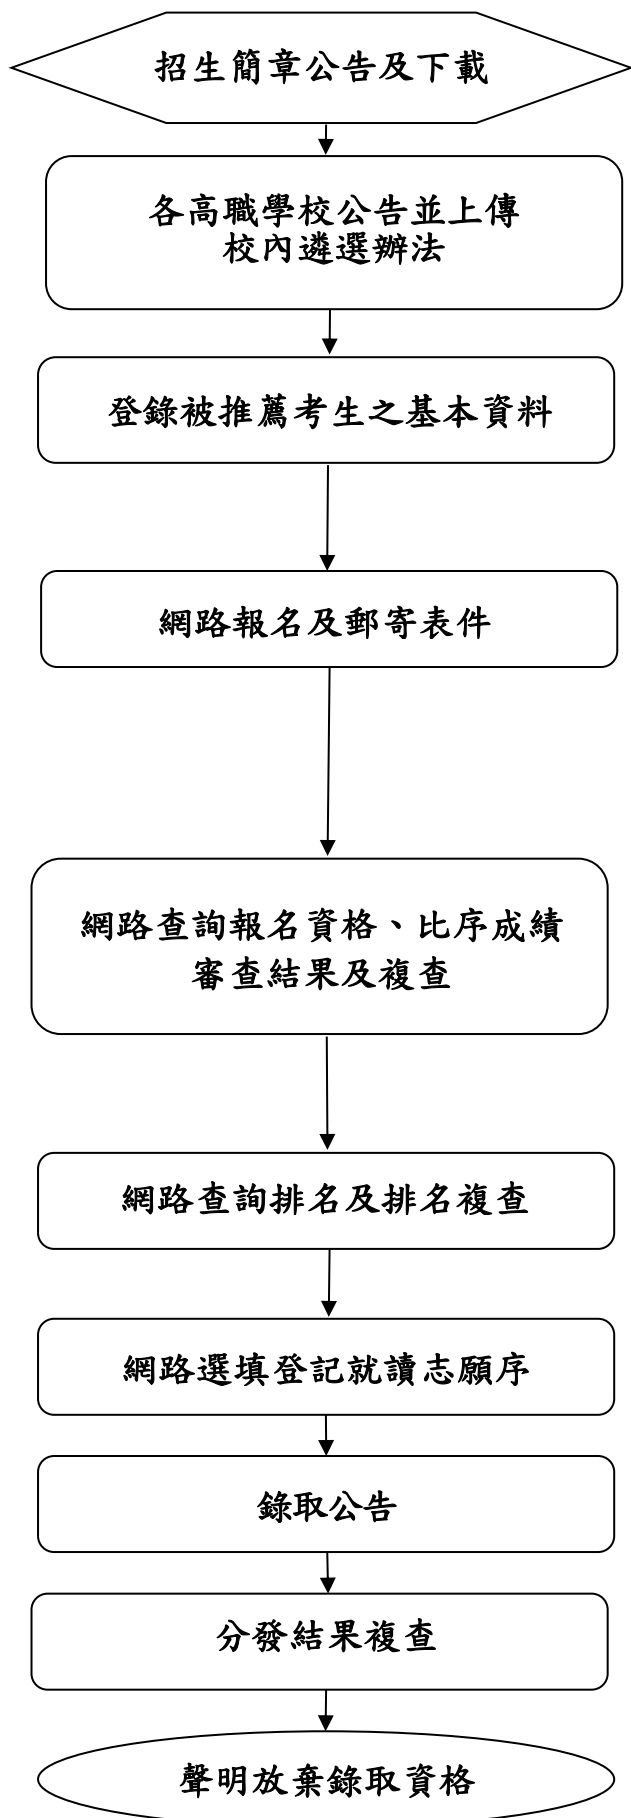 招生簡章公告及下載
各高職學校公告並上傳
校內遴選辦法
登錄被推薦考生之基本資料
網路報名及郵寄表件
網路查詢報名資格、比序成績
審查結果及複查
網路查詢排名及排名複查
網路選填登記就讀志願序
錄取公告
分發結果複查
聲明放棄錄取資格